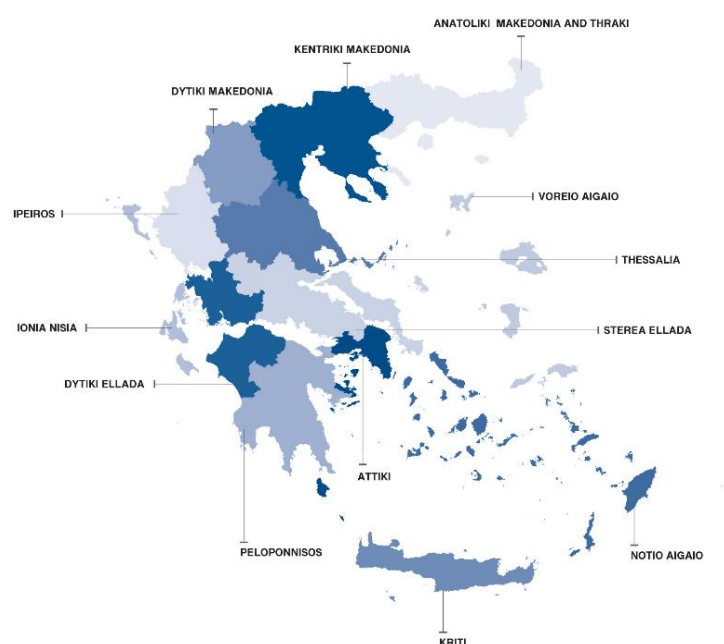 ANATOLIKI MAKEDONIA AND THRAKI
KENTRIKI MAKEDONIA
DYTIKI MAKEDONIA
VOREIO AIGAIO
IPEIROS
THESSALIA
IONIA NISIA
STEREA ELLADA
DYTIKI ELLADA
ATTIKI
PELOPONNISOS
NOTIO AIGAIO
KRITI